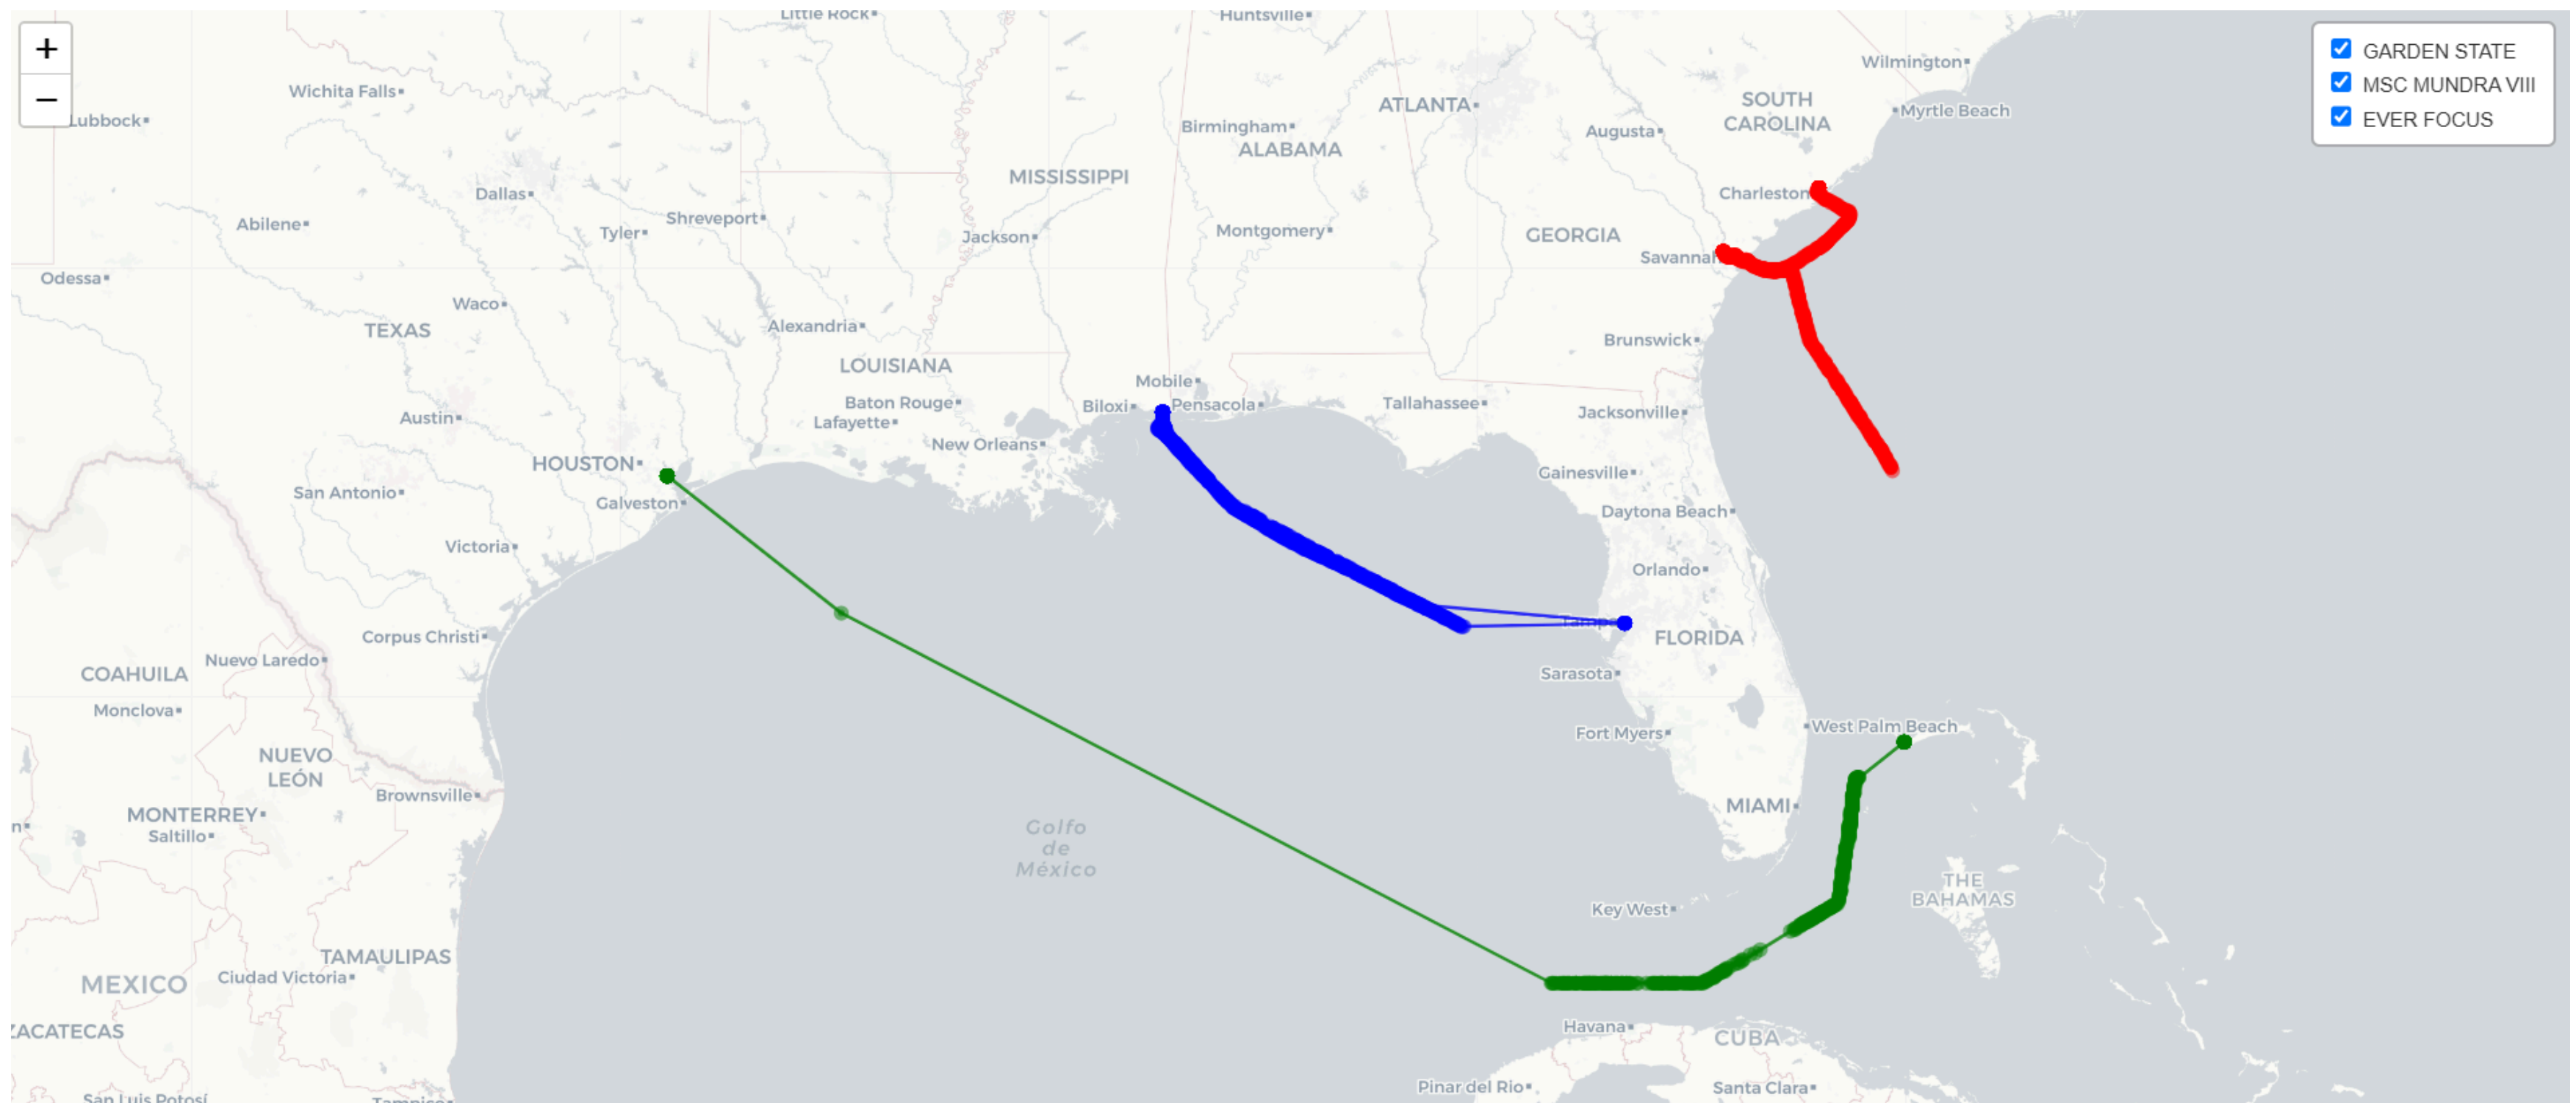 +
−
GARDEN STATE
MSC MUNDRA VIII
EVER FOCUS
Little Rock
Huntsville
Wilmington
Wichita Falls
ATLANTA
SOUTH
CAROLINA
Myrtle Beach
Lubbock
Birmingham
ALABAMA
Augusta
MISSISSIPPI
Dallas
Charleston
Shreveport
Abilene
Tyler
Jackson
Montgomery
GEORGIA
Savannah
Odessa
Waco
TEXAS
Alexandria
Brunswick
LOUISIANA
Mobile
Baton Rouge
Biloxi
Pensacola
Tallahassee
Jacksonville
Austin
Lafayette
New Orleans
HOUSTON
Gainesville
San Antonio
Galveston
Daytona Beach
Victoria
Orlando
Tampa
Corpus Christi
FLORIDA
Nuevo Laredo
COAHUILA
Sarasota
Monclova
West Palm Beach
Fort Myers
NUEVO
LEÓN
Brownsville
MIAMI
MONTERREY
Saltillo
n
Golfo
de
México
THE
BAHAMAS
Key West
TAMAULIPAS
Ciudad Victoria
MEXICO
ZACATECAS
Havana
CUBA
Pinar del Rio
Santa Clara
San Luis Potosí
Tampico